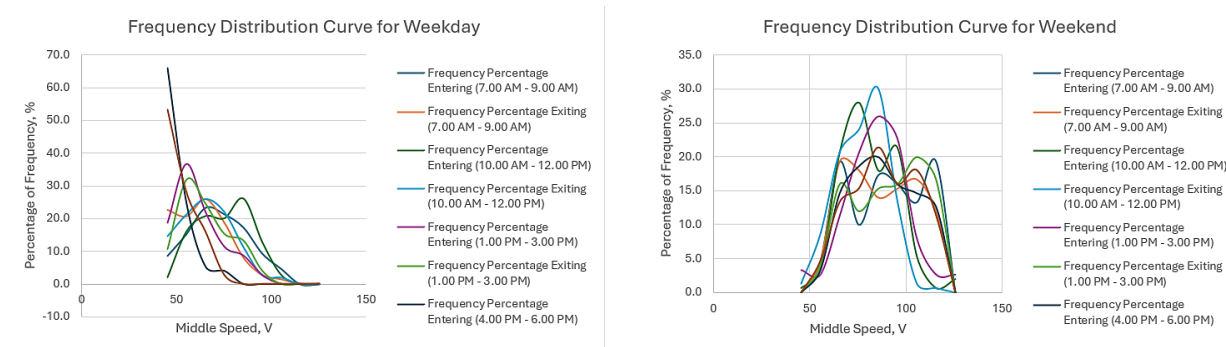 Frequency Distribution Curve for Weekday
70.0
60.0
50.0
40.0
30.0
20.0
10.0
0.0
-10.0
0
50
100
150
Percentage of Frequency, %
Middle Speed, V
Frequency Percentage
Entering (7.00 AM - 9.00 AM)
Frequency Percentage Exiting
(7.00 AM - 9.00 AM)
Frequency Percentage
Entering (10.00 AM - 12.00 PM)
Frequency Percentage Exiting
(10.00 AM - 12.00 PM)
Frequency Percentage
Entering (1.00 PM - 3.00 PM)
Frequency Percentage Exiting
(1.00 PM - 3.00 PM)
Frequency Percentage
Entering (4.00 PM - 6.00 PM)
Frequency Distribution Curve for Weekend
35.0
30.0
25.0
20.0
15.0
10.0
5.0
0.0
0
50
100
150
Percentage of Frequency, %
Middle Speed, V
Frequency Percentage
Entering (7.00 AM - 9.00 AM)
Frequency Percentage Exiting
(7.00 AM - 9.00 AM)
Frequency Percentage
Entering (10.00 AM - 12.00 PM)
Frequency Percentage Exiting
(10.00 AM - 12.00 PM)
Frequency Percentage
Entering (1.00 PM - 3.00 PM)
Frequency Percentage Exiting
(1.00 PM - 3.00 PM)
Frequency Percentage
Entering (4.00 PM - 6.00 PM)